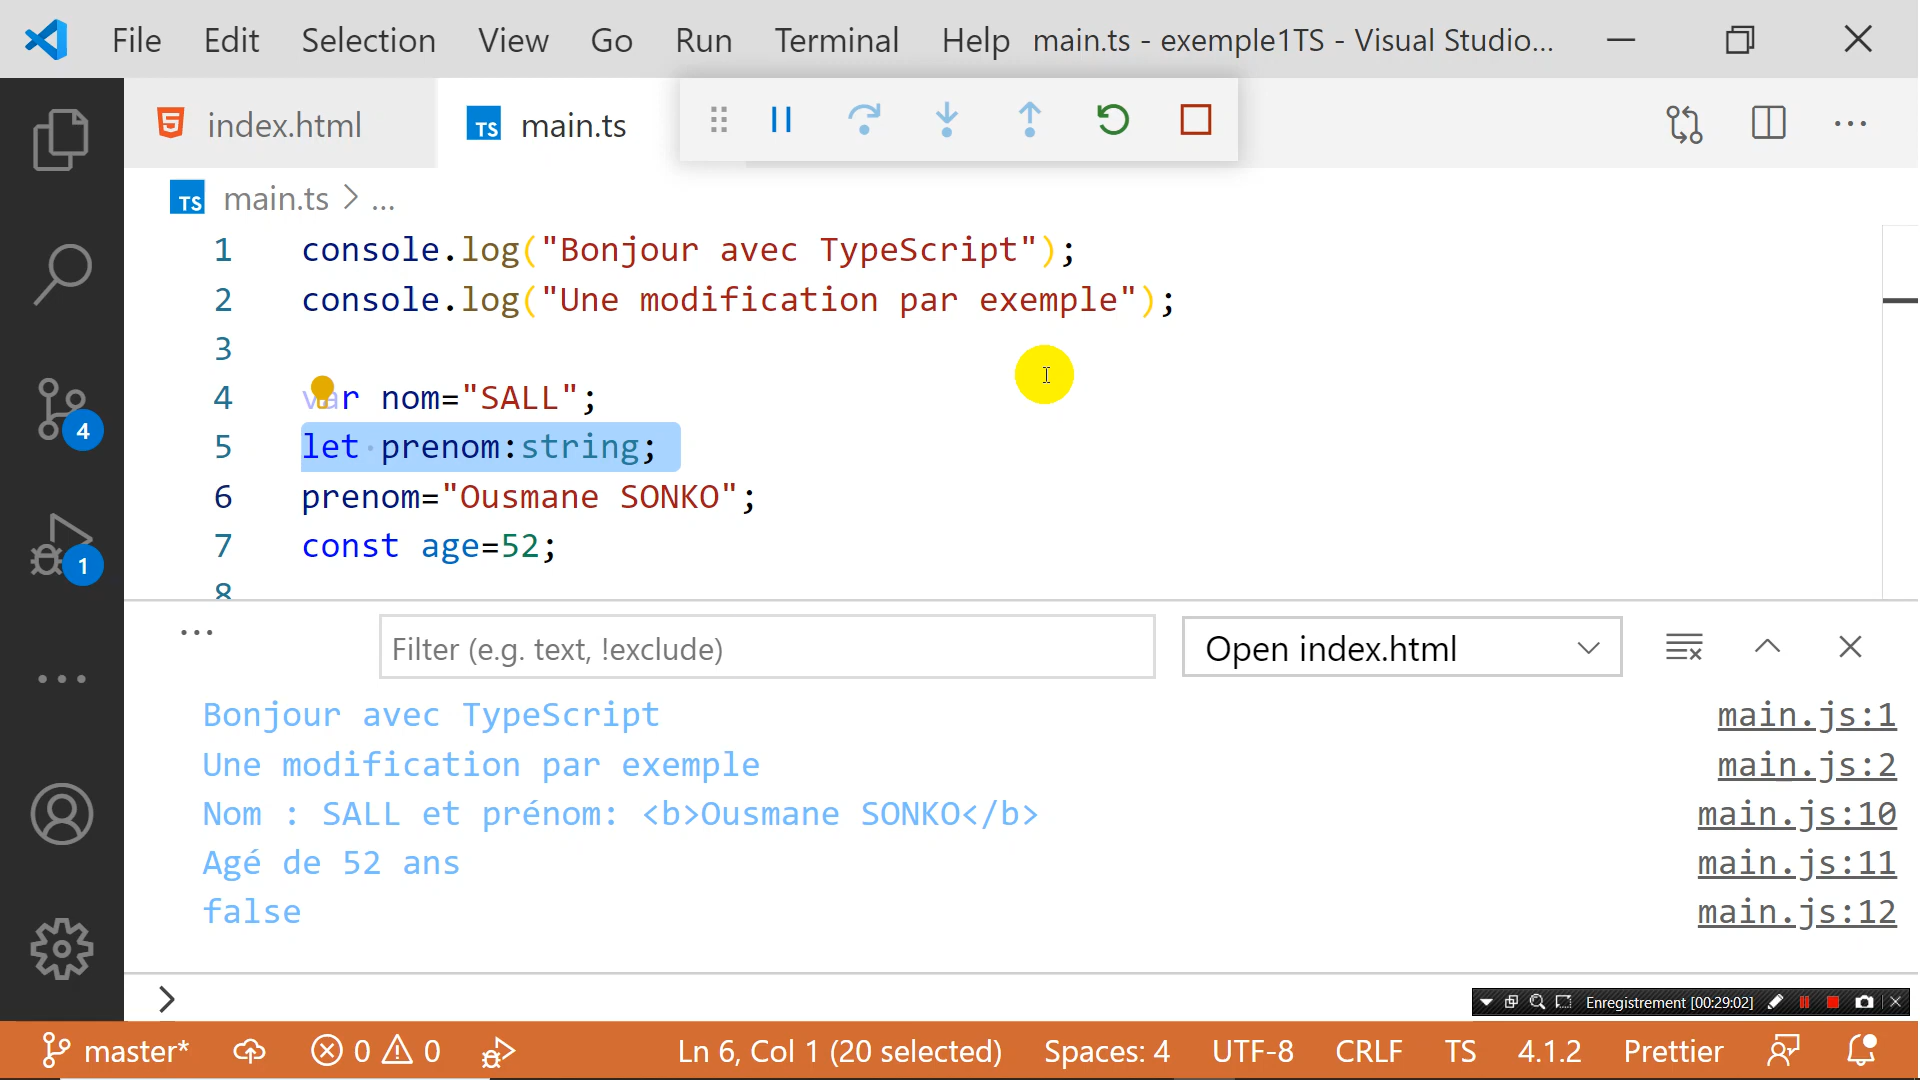 File Edit Selection View Go Run Terminal Help main.ts - exemple1TS - Visual Studio...
index.html TS main.ts
TS main.ts > ...
1 console.log("Bonjour avec TypeScript");
2 console.log("Une modification par exemple");
3
4 var nom="SALL";
5 let prenom:string;
6 prenom="Ousmane SONKO";
7 const age=52;
8
4
1
Filter (e.g. text, !exclude) Open index.html
Bonjour avec TypeScript main.js:1
Une modification par exemple main.js:2
Nom : SALL et prénom: <b>Ousmane SONKO</b> main.js:10
Agé de 52 ans main.js:11
false main.js:12
Enregistrement [00:29:02]
master* 0 0 Ln 6, Col 1 (20 selected) Spaces: 4 UTF-8 CRLF TS 4.1.2 Prettier